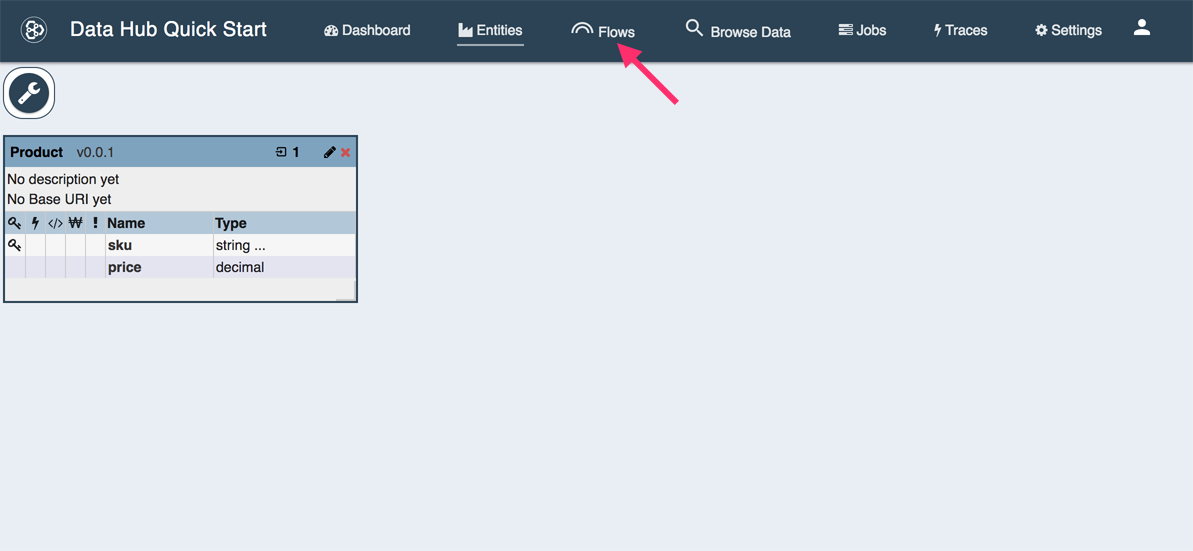 Data Hub Quick Start Dashboard Entities Flows Browse Data Jobs Traces Settings
Product v0.0.1 1
No description yet
No Base URI yet
</> ₩ ! Name Type
sku string ...
price decimal